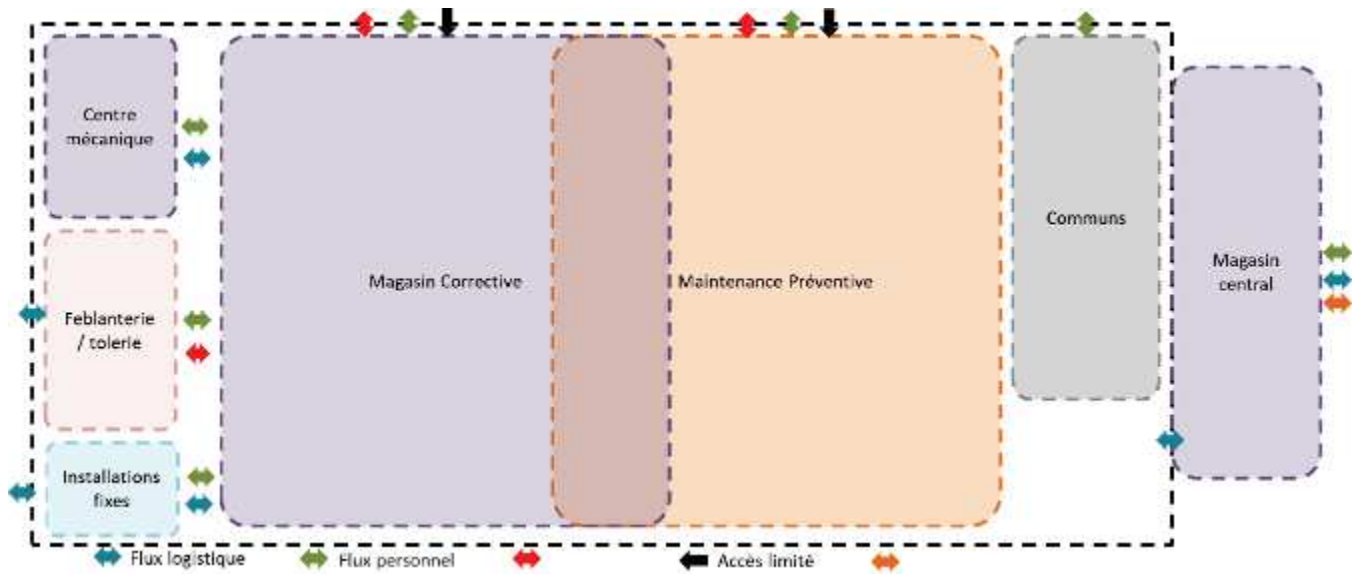 Centre
mécanique
Feblanterie
/ tolerie
Installations
fixes
Magasin Corrective
Maintenance Préventive
Communs
Magasin
central
Flux logistique
Flux personnel
Accès limité